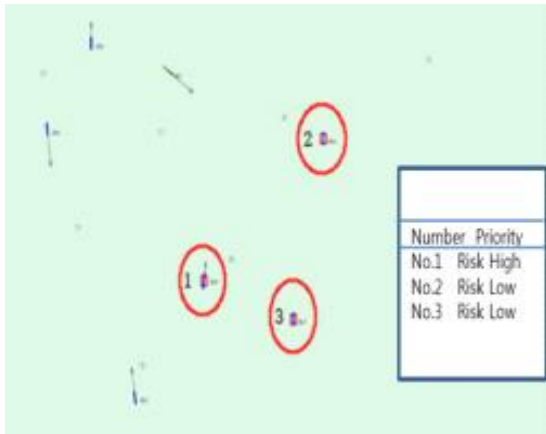 2
1
3
Number Priority
No.1 Risk High
No.2 Risk Low
No.3 Risk Low